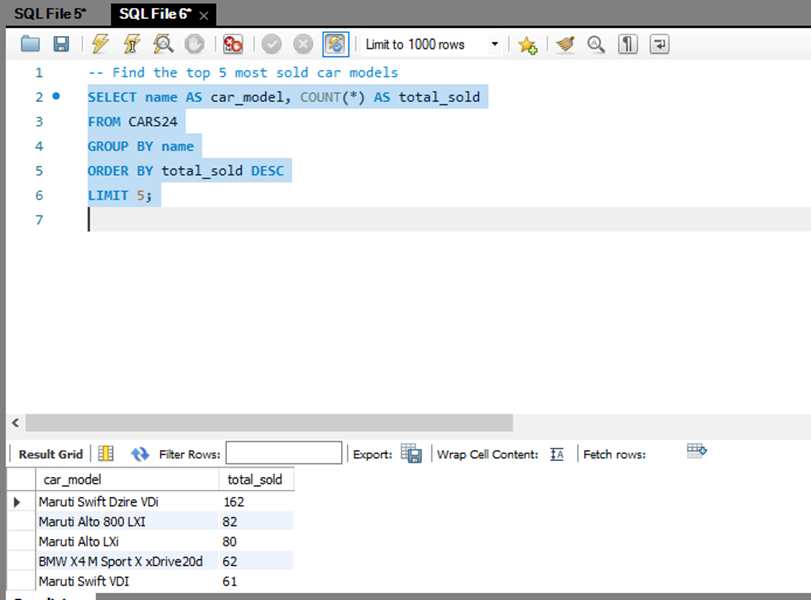 SQL File 5*
SQL File 6*
Limit to 1000 rows
1 -- Find the top 5 most sold car models
2 SELECT name AS car_model, COUNT(*) AS total_sold
3 FROM CARS24
4 GROUP BY name
5 ORDER BY total_sold DESC
6 LIMIT 5;
7
Result Grid Filter Rows: Export: Wrap Cell Content: Fetch rows:
car_model total_sold
Maruti Swift Dzire VDi 162
Maruti Alto 800 LXI 82
Maruti Alto LXi 80
BMW X4 M Sport X xDrive20d 62
Maruti Swift VDI 61